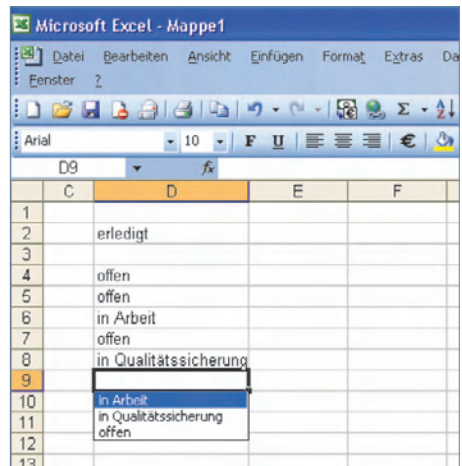 Microsoft Excel - Mappe1
Datei Bearbeiten Ansicht Einfügen Format Extras Da
Fenster ?
Arial 10 F U € 
D9 fx
C D E F
1
2 erledigt
3
4 offen
5 offen
6 in Arbeit
7 offen
8 in Qualitätssicherung
9
10 in Arbeit
11 in Qualitätssicherung
offen
12
13